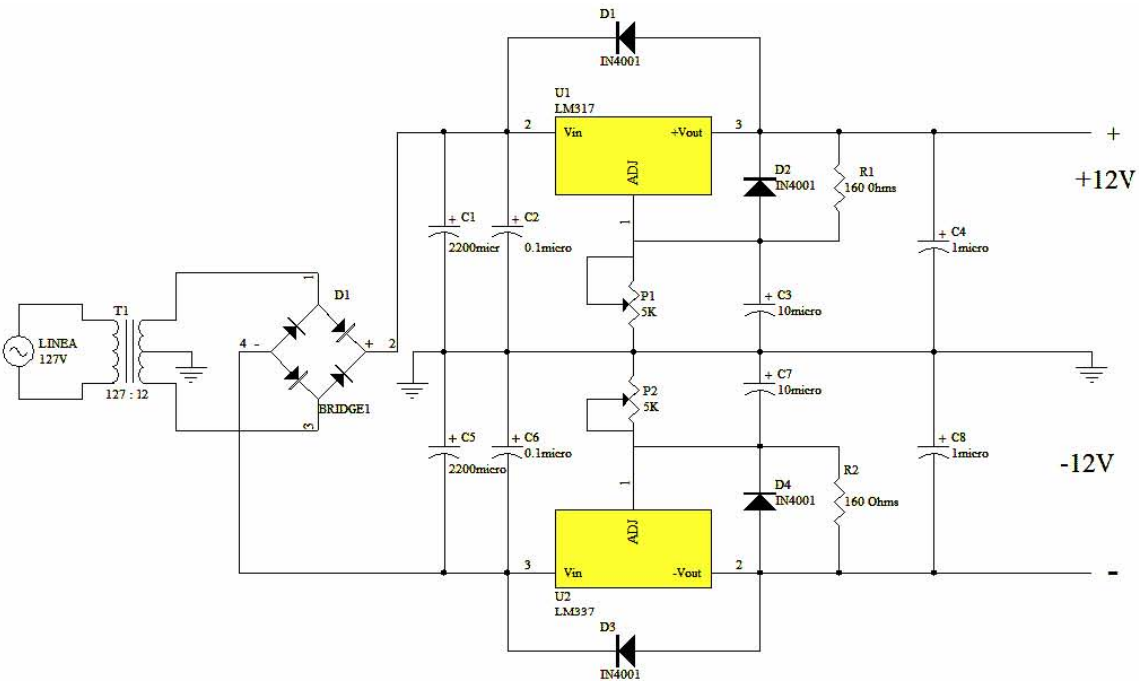 D1
IN4001
U1
LM317
2
Vin
+Vout
3
ADJ
1
+
+12V
D2
IN4001
R1
160 Ohms
+ C1
2200micr
+ C2
0.1micro
+ C4
1micro
P1
5K
+ C3
10micro
T1
LINEA
127V
127 : 12
1
D1
4 -
+ 2
3
BRIDGE1
P2
5K
+ C7
10micro
+ C5
2200micro
+ C6
0.1micro
+ C8
1micro
-12V
1
D4
IN4001
R2
160 Ohms
ADJ
3
Vin
-Vout
2
-
U2
LM337
D3
IN4001